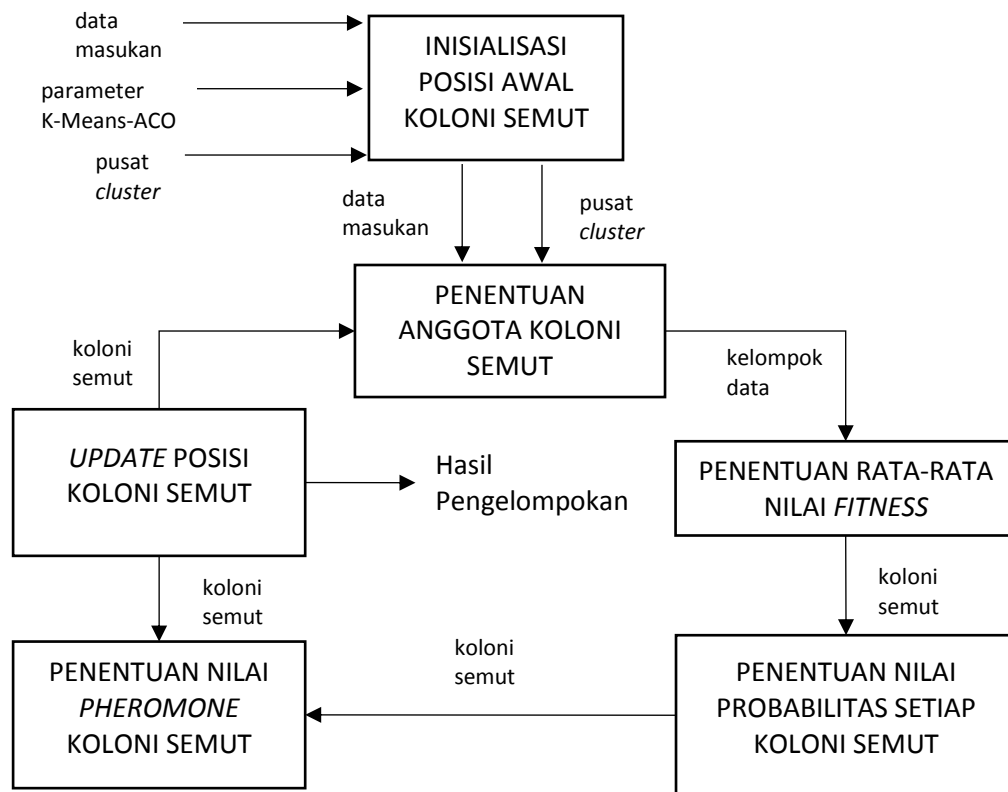 data
masukan
parameter
K-Means-ACO
pusat
cluster
INISIALISASI
POSISI AWAL
KOLONI SEMUT
data
masukan
pusat
cluster
PENENTUAN
ANGGOTA KOLONI
SEMUT
koloni
semut
kelompok
data
UPDATE POSISI
KOLONI SEMUT
Hasil
Pengelompokan
PENENTUAN RATA-RATA
NILAI FITNESS
koloni
semut
koloni
semut
koloni
semut
PENENTUAN NILAI
PHEROMONE
KOLONI SEMUT
PENENTUAN NILAI
PROBABILITAS SETIAP
KOLONI SEMUT